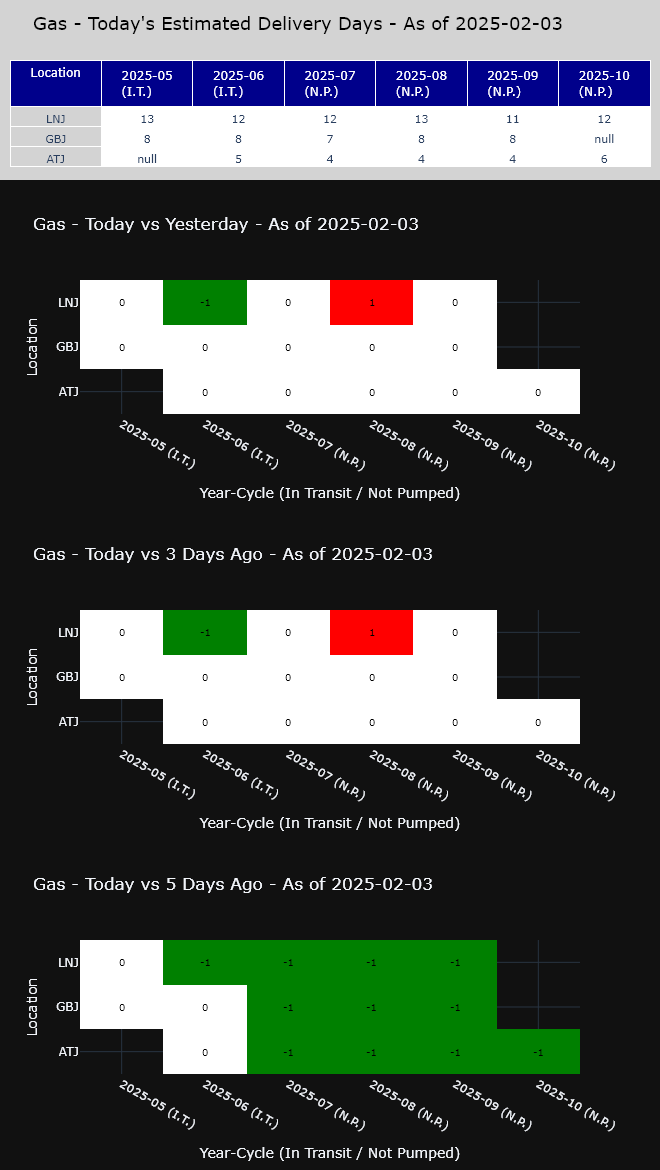 Gas - Today's Estimated Delivery Days - As of 2025-02-03
Location 2025-05 (I.T.) 2025-06 (I.T.) 2025-07 (N.P.) 2025-08 (N.P.) 2025-09 (N.P.) 2025-10 (N.P.)
LNJ 13 12 12 13 11 12
GBJ 8 8 7 8 8 null
ATJ null 5 4 4 4 6
Gas - Today vs Yesterday - As of 2025-02-03
Location
LNJ 0 -1 0 1 0
GBJ 0 0 0 0 0
ATJ 0 0 0 0 0
2025-05 (I.T.) 2025-06 (I.T.) 2025-07 (N.P.) 2025-08 (N.P.) 2025-09 (N.P.) 2025-10 (N.P.)
Year-Cycle (In Transit / Not Pumped)
Gas - Today vs 3 Days Ago - As of 2025-02-03
Location
LNJ 0 -1 0 1 0
GBJ 0 0 0 0 0
ATJ 0 0 0 0 0
2025-05 (I.T.) 2025-06 (I.T.) 2025-07 (N.P.) 2025-08 (N.P.) 2025-09 (N.P.) 2025-10 (N.P.)
Year-Cycle (In Transit / Not Pumped)
Gas - Today vs 5 Days Ago - As of 2025-02-03
Location
LNJ 0 -1 -1 -1 -1
GBJ 0 0 -1 -1 -1
ATJ 0 -1 -1 -1 -1
2025-05 (I.T.) 2025-06 (I.T.) 2025-07 (N.P.) 2025-08 (N.P.) 2025-09 (N.P.) 2025-10 (N.P.)
Year-Cycle (In Transit / Not Pumped)